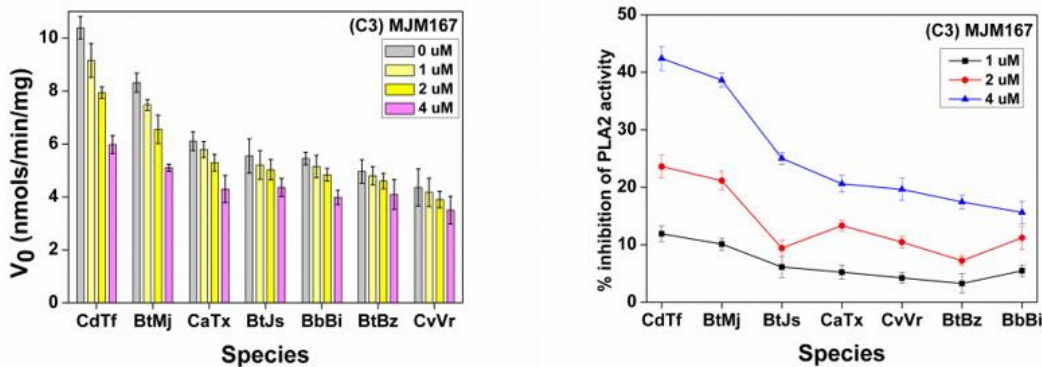 (C3) MJM167
0 uM
1 uM
2 uM
4 uM
10
8
6
4
2
0
V0 (nmols/min/mg)
CdTf BtMj CaTx BtJs BbBi BtBz CvVr
Species
(C3) MJM167
1 uM
2 uM
4 uM
50
40
30
20
10
0
% inhibition of PLA2 activity
CdTf BtMj BtJs CaTx CvVr BtBz BbBi
Species